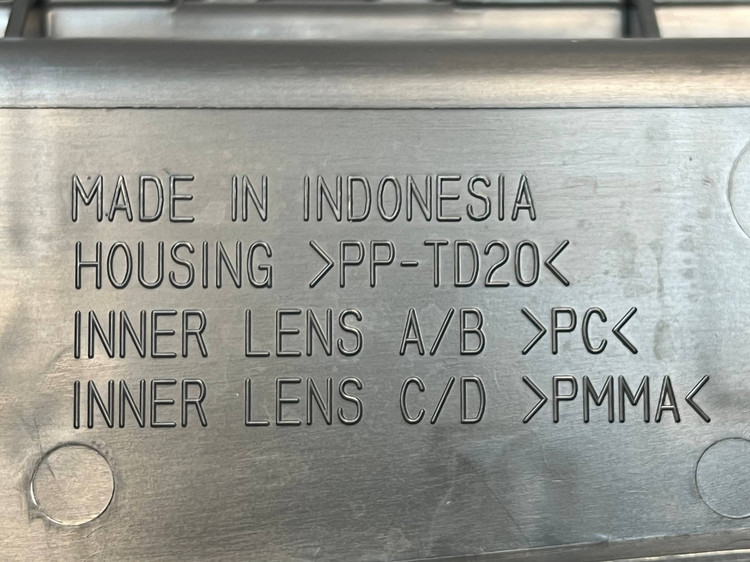 MADE IN INDONESIA
HOUSING >PP-TD20<
INNER LENS A/B >PC<
INNER LENS C/D >PMMA<